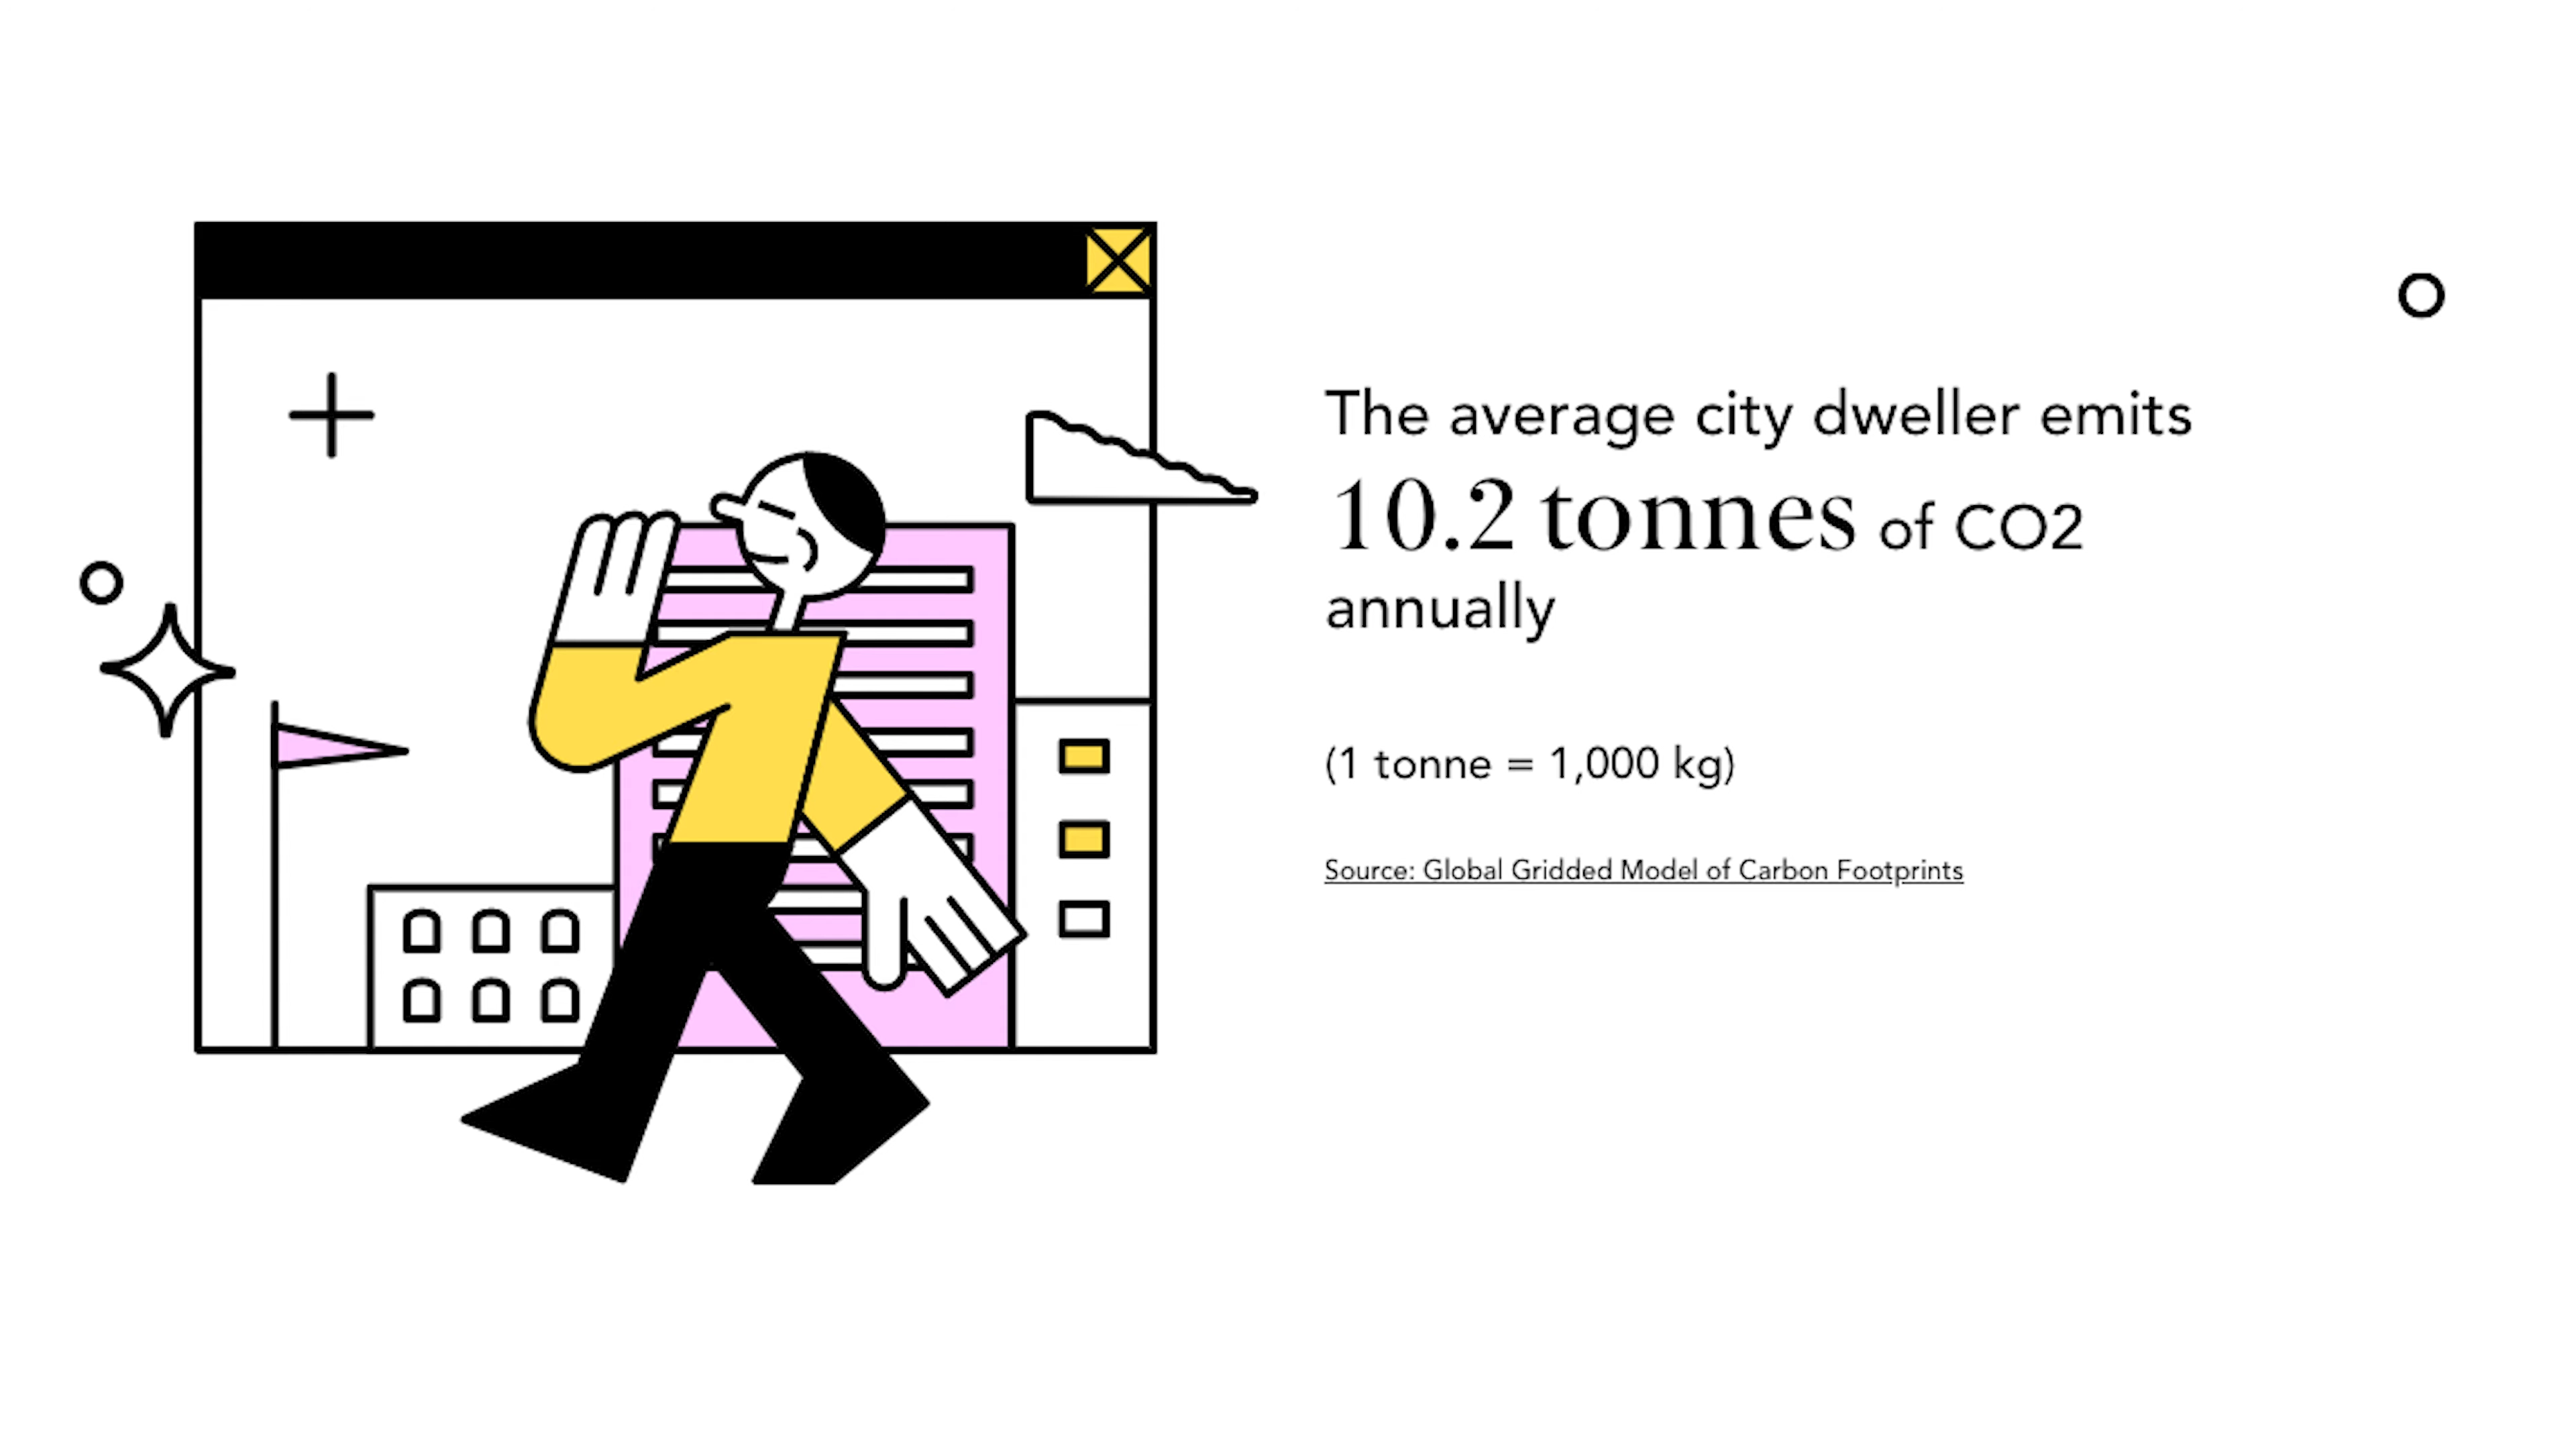 The average city dweller emits
10.2 tonnes of CO2
annually
(1 tonne = 1,000 kg)
Source: Global Gridded Model of Carbon Footprints